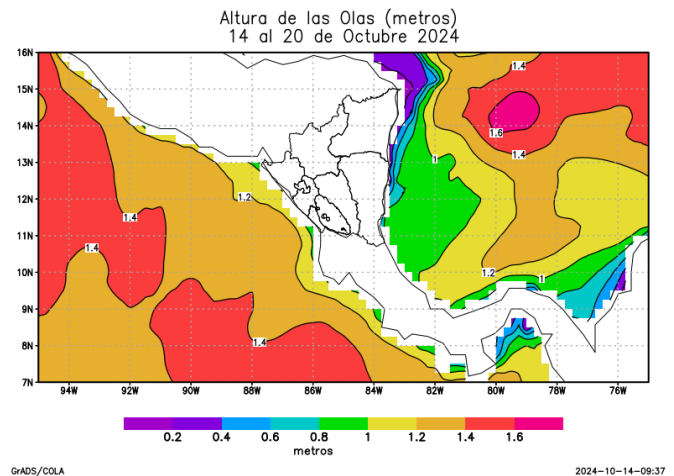 Altura de las Olas (metros)
14 al 20 de Octubre 2024
16N
15N
14N
13N
12N
11N
10N
9N
8N
7N
1.4
1.6
1.4
1
1.2
1.4
1.4
1.2
1
1.4
94W
92W
90W
88W
86W
84W
82W
80W
78W
76W
0.2 0.4 0.6 0.8 1 1.2 1.4 1.6
metros
GrADS/COLA
2024-10-14-09:37